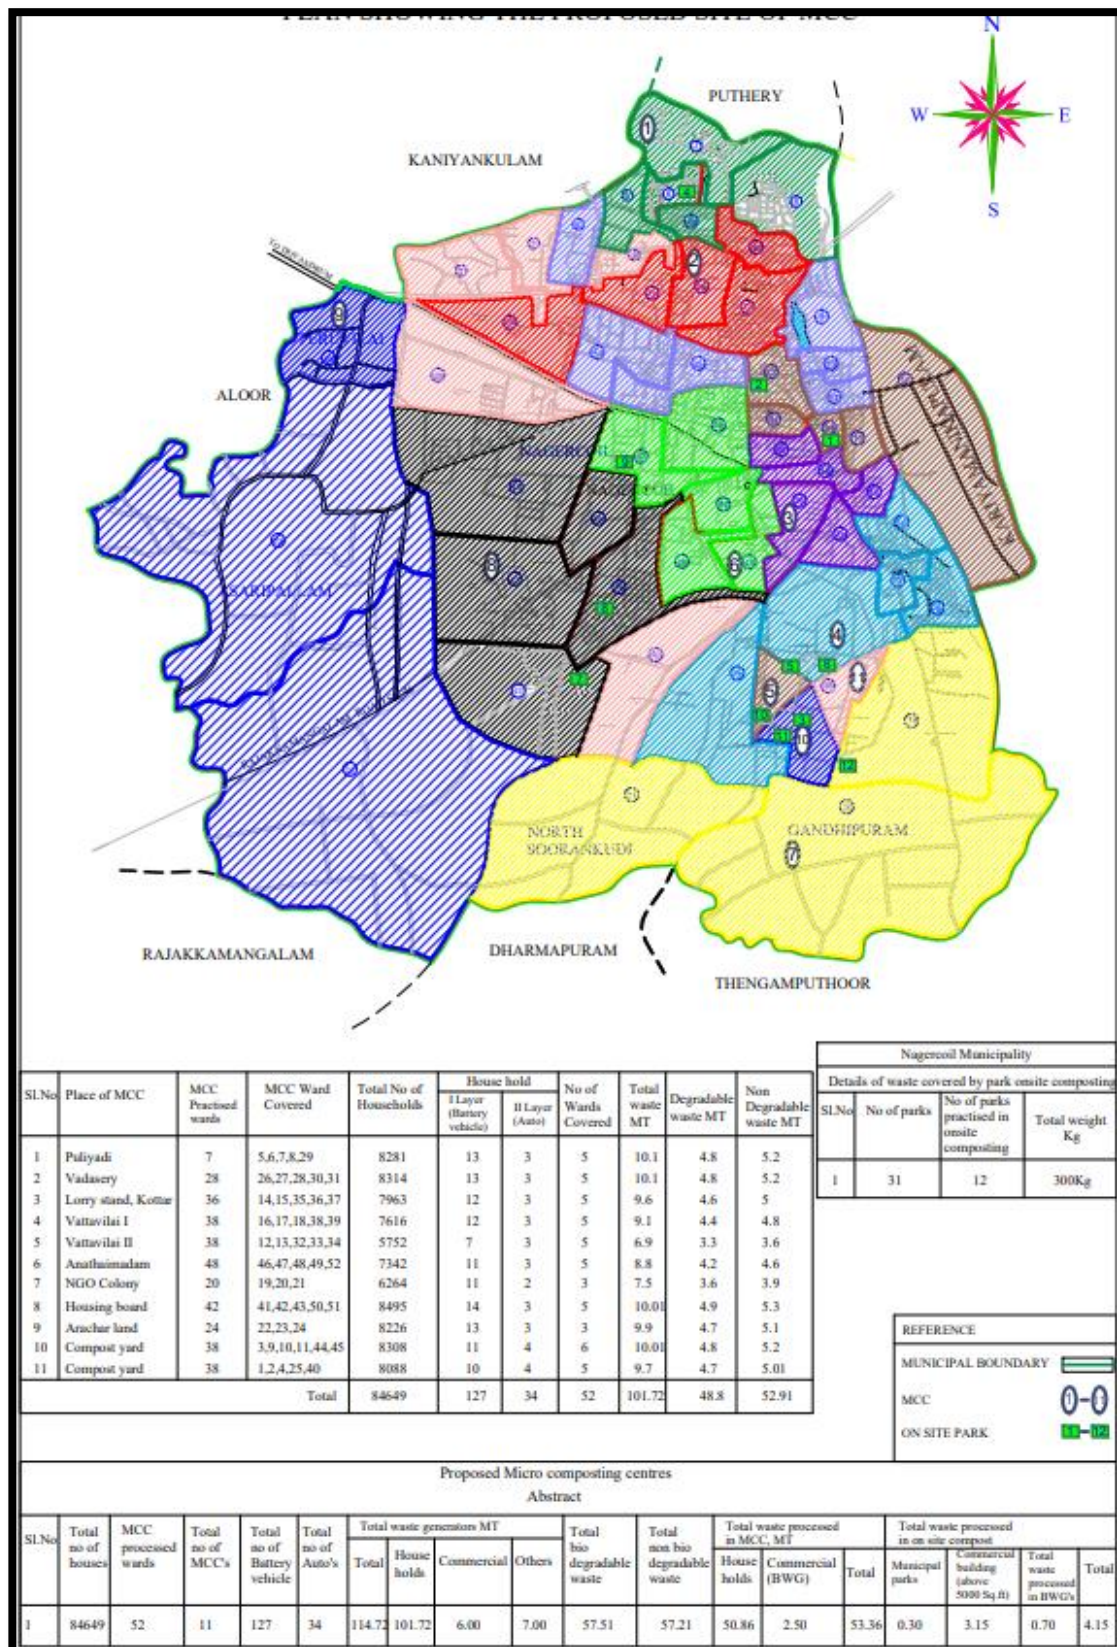 PLAN SHOWING THE PROPOSED SITE OF MCC
N
W E
S
PUTHERY
KANIYANKULAM
TO TRIVANDRUM
ALOOR
NAGERCOIL
KARIYAMANIKAPURAM
SARIPALLAM
NORTH
SOORANKUDI
GANDHIPURAM
RAJAKKAMANGALAM
DHARMAPURAM
THENGAMPUTHOOR
Nagercoil Municipality
Details of waste covered by park onsite composting
Sl.No No of parks No of parks practised in onsite composting Total weight Kg
1 31 12 300Kg
Sl.No Place of MCC MCC Practised wards MCC Ward Covered Total No of Households House hold I Layer (Battery vehicle) II Layer (Auto) No of Wards Covered Total waste MT Degradable waste MT Non Degradable waste MT
1 Puliyadi 7 5,6,7,8,29 8281 13 3 5 10.1 4.8 5.2
2 Vadasery 28 26,27,28,30,31 8314 13 3 5 10.1 4.8 5.2
3 Lorry stand, Kottar 36 14,15,35,36,37 7963 12 3 5 9.6 4.6 5
4 Vattavilai I 38 16,17,18,38,39 7616 12 3 5 9.1 4.4 4.8
5 Vattavilai II 38 12,13,32,33,34 5752 7 3 5 6.9 3.3 3.6
6 Anathaimadam 48 46,47,48,49,52 7342 11 3 5 8.8 4.2 4.6
7 NGO Colony 20 19,20,21 6264 11 2 3 7.5 3.6 3.9
8 Housing board 42 41,42,43,50,51 8495 14 3 5 10.01 4.9 5.3
9 Arachar land 24 22,23,24 8226 13 3 3 9.9 4.7 5.1
10 Compost yard 38 3,9,10,11,44,45 8308 11 4 6 10.01 4.8 5.2
11 Compost yard 38 1,2,4,25,40 8088 10 4 5 9.7 4.7 5.01
Total 84649 127 34 52 101.72 48.8 52.91
REFERENCE
MUNICIPAL BOUNDARY
MCC 1-11
ON SITE PARK 1-12
Proposed Micro composting centres
Abstract
Sl.No Total no of houses MCC processed wards Total no of MCC's Total no of Battery vehicle Total no of Auto's Total waste generators MT Total House holds Commercial Others Total bio degradable waste Total non bio degradable waste Total waste processed in MCC, MT House holds Commercial (BWG) Total Total waste processed in on site compost Municipal parks Commercial building (above 5000 Sq.ft) Total waste processed in BWG's Total
1 84649 52 11 127 34 114.72 101.72 6.00 7.00 57.51 57.21 50.86 2.50 53.36 0.30 3.15 0.70 4.15